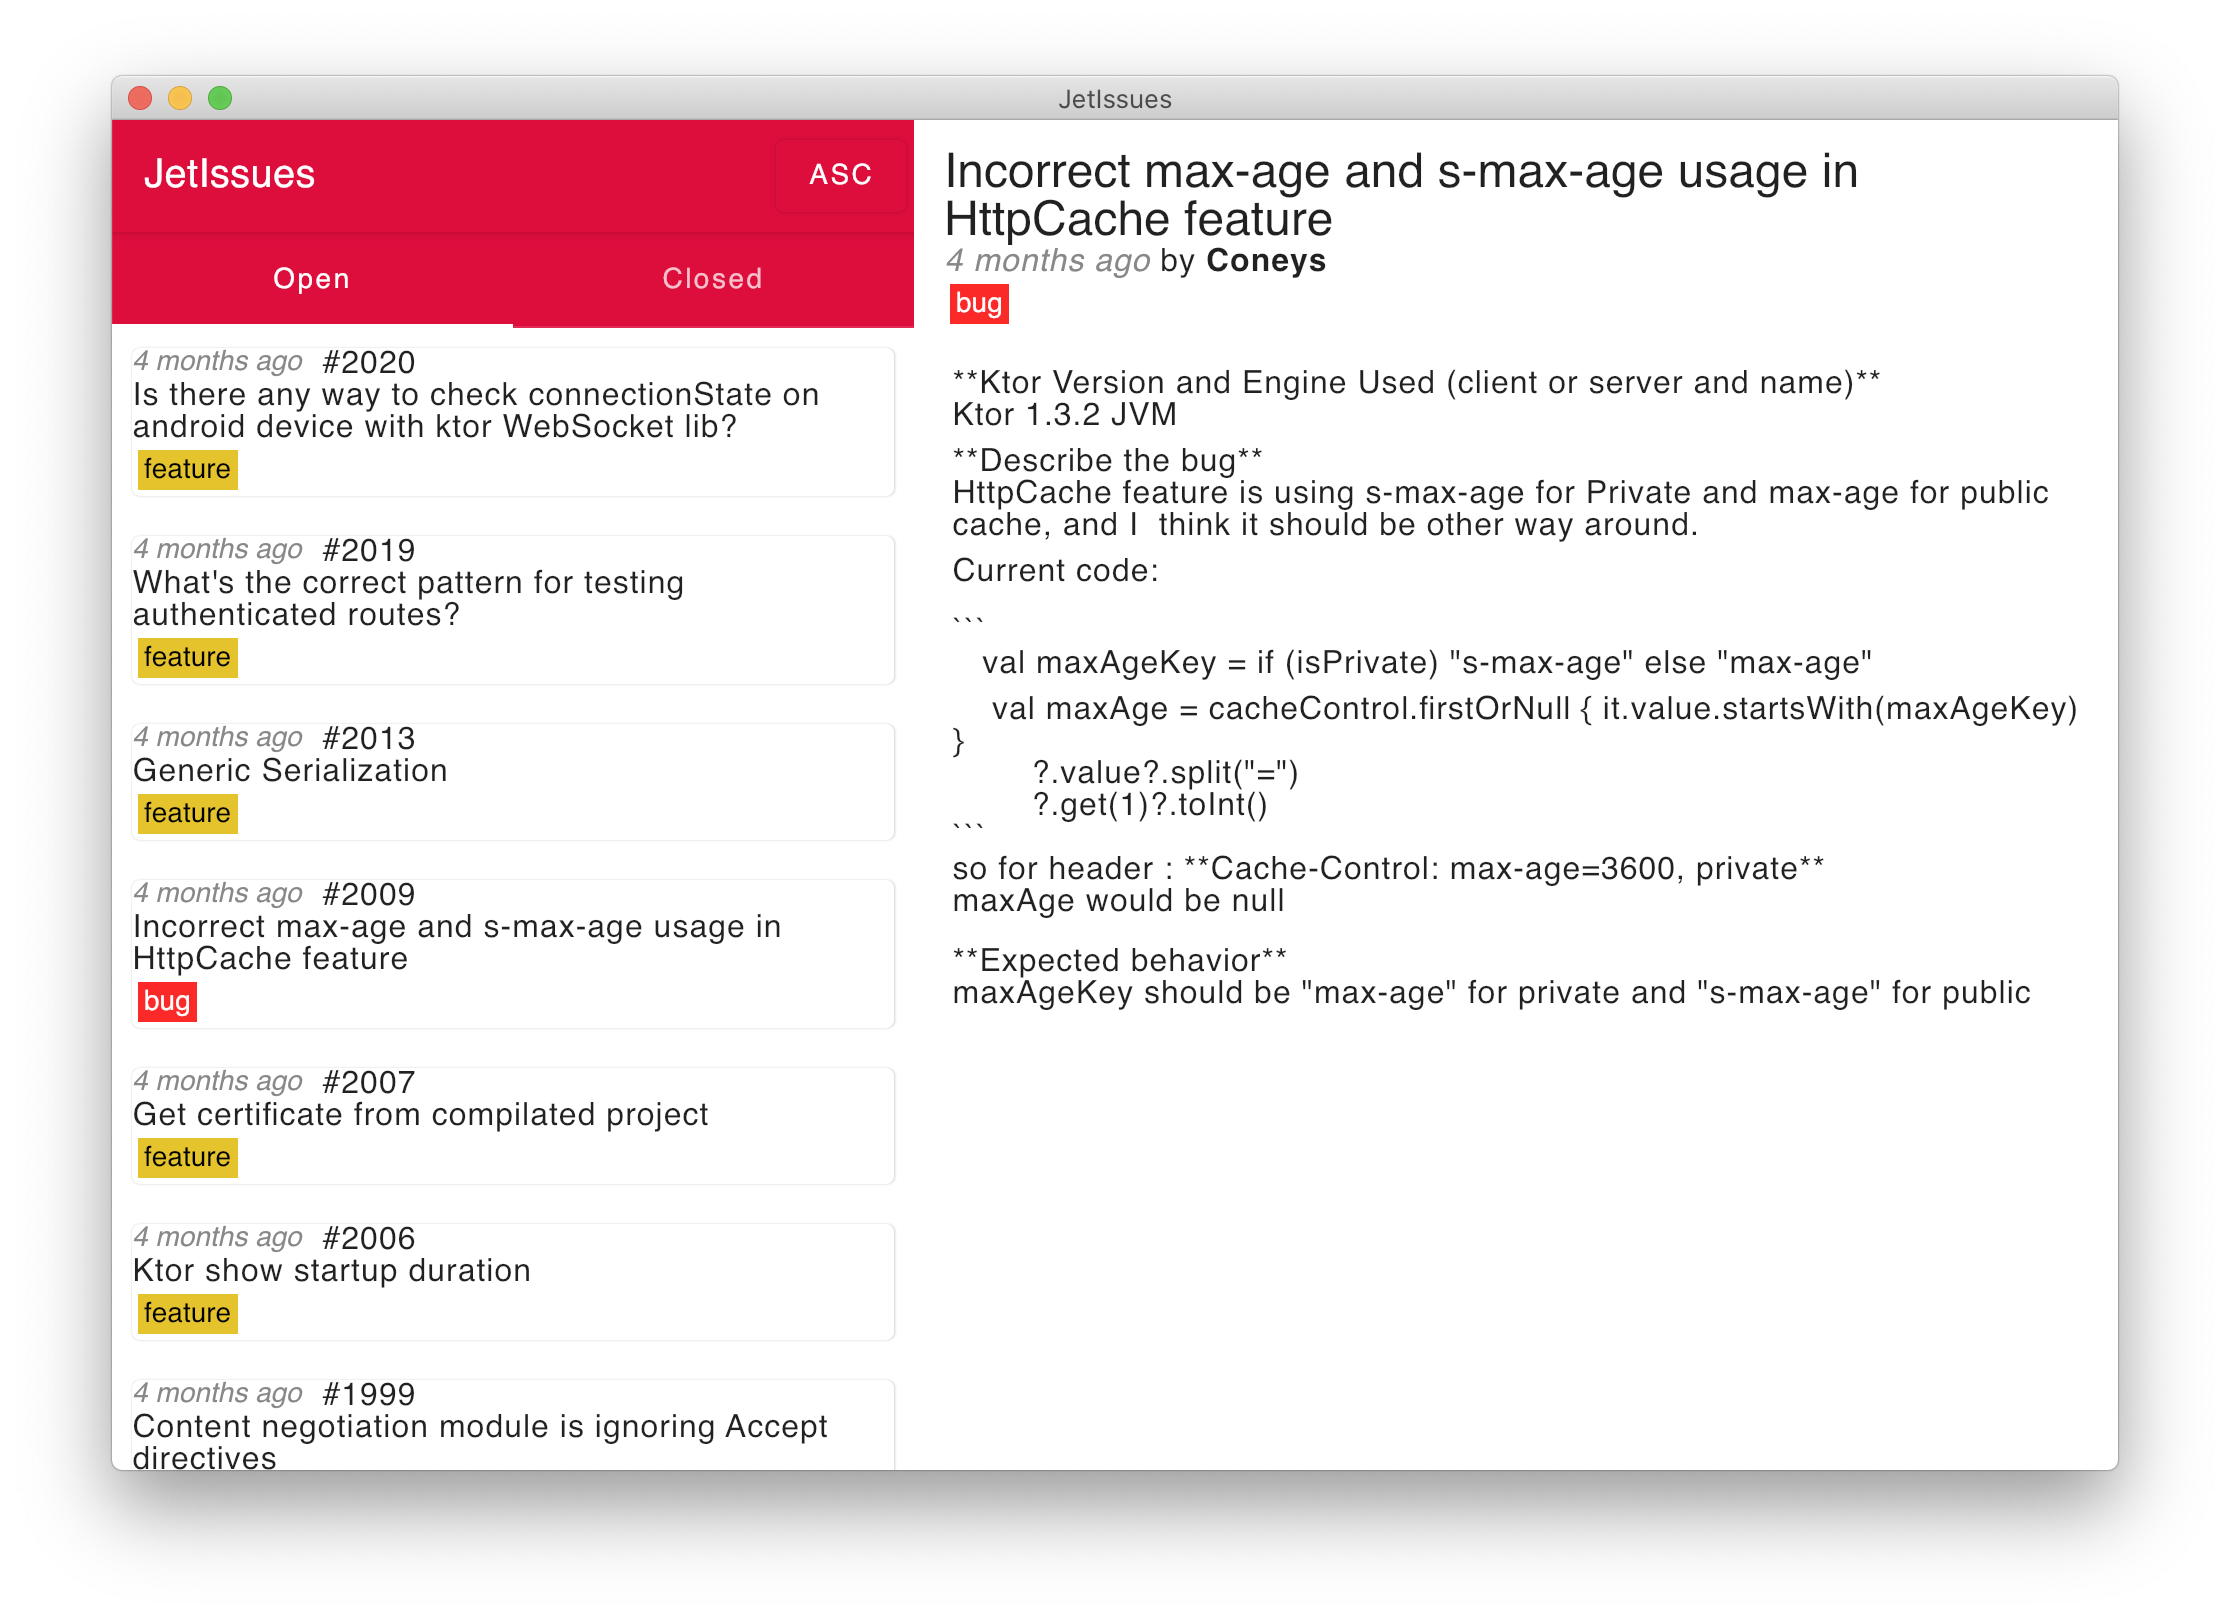 JetIssues
JetIssues
ASC
Open
Closed
4 months ago #2020
Is there any way to check connectionState on
android device with ktor WebSocket lib?
feature
4 months ago #2019
What's the correct pattern for testing
authenticated routes?
feature
4 months ago #2013
Generic Serialization
feature
4 months ago #2009
Incorrect max-age and s-max-age usage in
HttpCache feature
bug
4 months ago #2007
Get certificate from compilated project
feature
4 months ago #2006
Ktor show startup duration
feature
4 months ago #1999
Content negotiation module is ignoring Accept
directives
Incorrect max-age and s-max-age usage in
HttpCache feature
4 months ago by Coneys
bug
**Ktor Version and Engine Used (client or server and name)**
Ktor 1.3.2 JVM
**Describe the bug**
HttpCache feature is using s-max-age for Private and max-age for public
cache, and I  think it should be other way around.
Current code:
```
   val maxAgeKey = if (isPrivate) "s-max-age" else "max-age"
    val maxAge = cacheControl.firstOrNull { it.value.startsWith(maxAgeKey)
}
        ?.value?.split("=")
        ?.get(1)?.toInt()
```
so for header : **Cache-Control: max-age=3600, private**
maxAge would be null
**Expected behavior**
maxAgeKey should be "max-age" for private and "s-max-age" for public